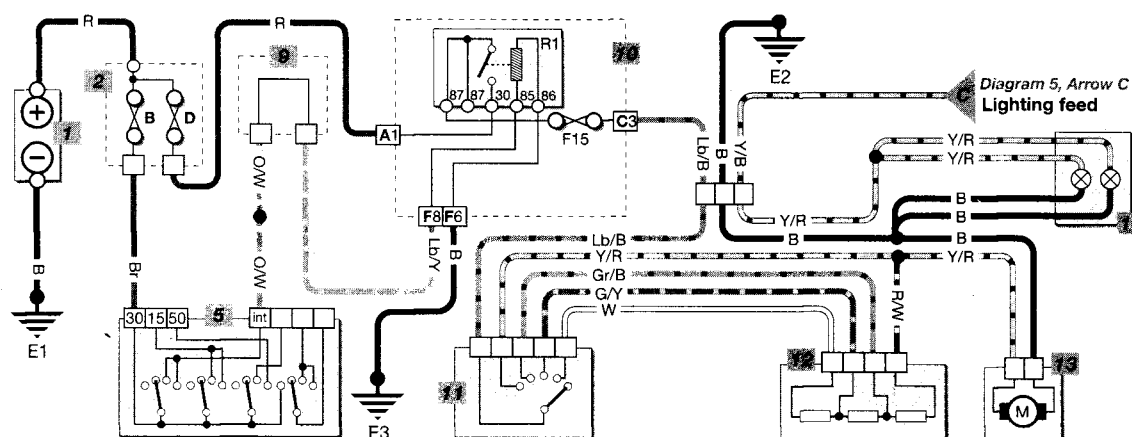 R
R
R1
10
9
2
C
Diagram 5, Arrow C
Lighting feed
E2
87 87 30 85 86
1
B
D
A1
F15
C3
Lb/B
B
Y/B
Y/R
Y/R
O/W
F8 F6
Y/R
B
B
1
B
B
Br
O/W
Lb/Y
B
Lb/B
Y/R
Gr/B
G/Y
W
B
Y/R
R/W
30 15 50
5
int
E1
11
12
13
M
E3